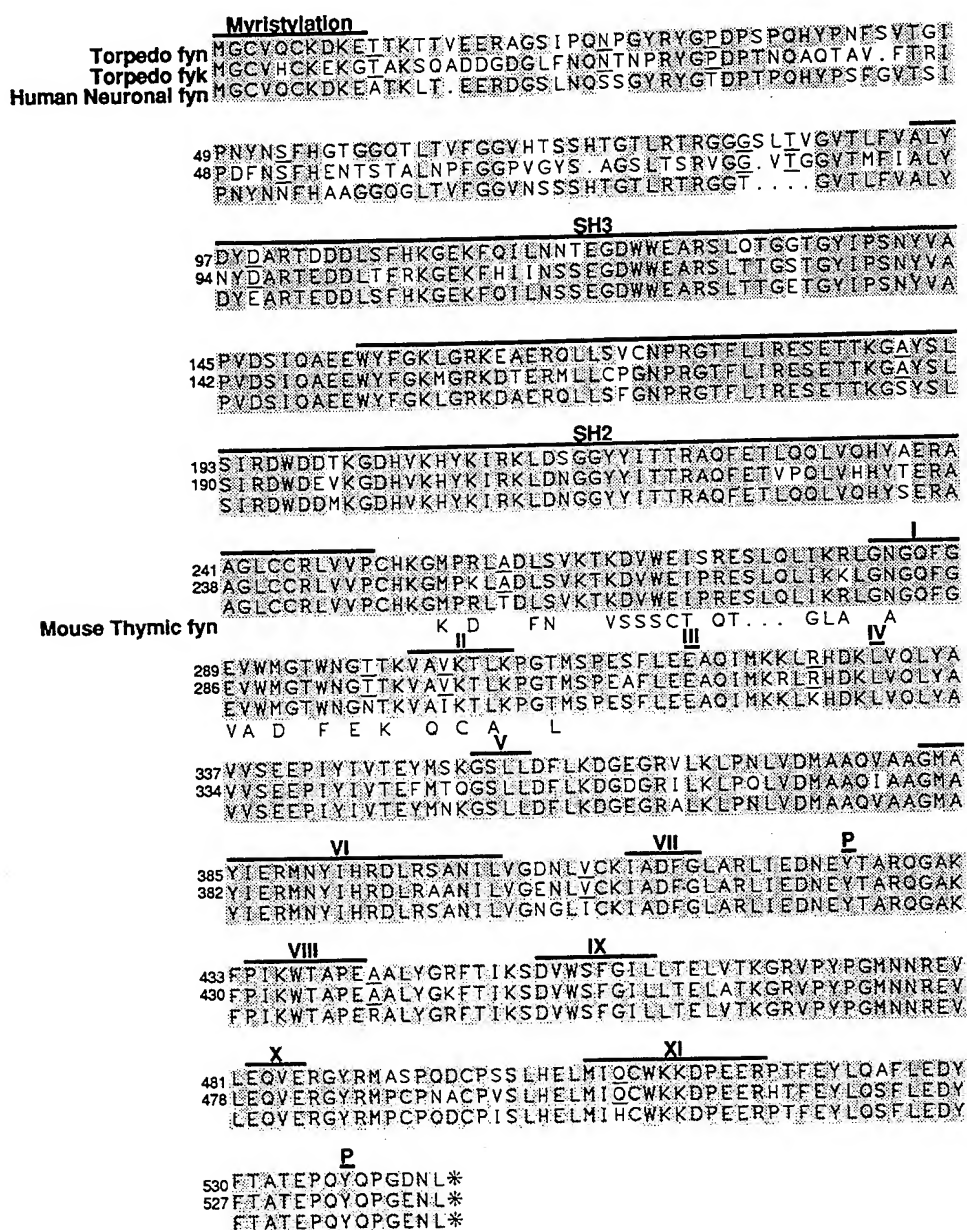 Myristylation
Torpedo fyn MGCVQCKDKETTKTTVEERAGSIPQNPGYRYGPDPSPQHYPNFSVTGI
Torpedo fyk MGCVHCKEKGTAKSQADDGDGLFNQNTNPRYGPDPTNQAQTAV.FTRI
Human Neuronal fyn MGCVQCKDKEATKLT.EERDGSLNQSSGYRYGTDPTPQHYPSFGVTSI
49 PNYNSFHGTGGQTLTVFGGVHTSSHTGTLRTRGGGSLTVGVTLFVALY
48 PDFNSFHENTSTALNPFGGPVGYS.AGSLTSRVGG.VTGGVTMFIALY
PNYNNFHAAGGQGLTVFGGVNSSSHTGTLRTRGGT....GVTLFVALY
SH3
97 DYDARTDDDLSFHKGEKFQILNNTEGDWWEARSLQTGGTGYIPSNYVA
94 NYDARTEDDLTFRKGEKFHIINSSEGDWWEARSLTTGSTGYIPSNYVA
DYEARTEDDLSFHKGEKFQILNSSEGDWWEARSLTTGETGYIPSNYVA
145 PVDSIQAEEWYFGKLGRKEAERQLLSVCNPRGTFLIRESETTKGAYSL
142 PVDSIQAEEWYFGKMGRKDTERMLLCPGNPRGTFLIRESETTKGAYSL
PVDSIQAEEWYFGKLGRKDAERQLLSFGNPRGTFLIRESETTKGSYSL
SH2
193 SIRDWDDTKGDHVKHYKIRKLDSGGYYITTRAQFETLQQLVQHYAERA
190 SIRDWDEVKGDHVKHYKIRKLDNGGYYITTRAQFETVPQLVHHYTERA
SIRDWDDMKGDHVKHYKIRKLDNGGYYITTRAQFETLQQLVQHYSERA
I
241 AGLCCRLVVPCHKGMPRLADLSVKTKDVWEISRESLQLIKRLGNGQFG
238 AGLCCRLVVPCHKGMPKLADLSVKTKDVWEIPRESLQLIKKLGNGQFG
AGLCCRLVVPCHKGMPRLTDLSVKTKDVWEIPRESLQLIKRLGNGQFG
Mouse Thymic fyn K D FN VSSSCT QT... GLA A
II III IV
289 EVWMGTWNGTTKVAVKTLKPGTMSPESFLEEAQIMKKLRHDKLVQLYA
286 EVWMGTWNGTTKVAVKTLKPGTMSPEAFLEEAQIMKRLRHDKLVQLYA
EVWMGTWNGNTKVAIKTLKPGTMSPESFLEEAQIMKKLKHDKLVQLYA
VA D F E K Q C A L
V
337 VVSEEPIYIVTEYMSKGSLLDFLKDGEGRVLKLPNLVDMAAQVAAGMA
334 VVSEEPIYIVTEFMTQGSLLDFLKDGDGRILKLPQLVDMAAQIAAGMA
VVSEEPIYIVTEYMNKGSLLDFLKDGEGRALKLPNLVDMAAQVAAGMA
VI VII P
385 YIERMNYIHRDLRSANILVGDNLVCKIADFGLARLIEDNEYTARQGAK
382 YIERMNYIHRDLRAANILVGENLVCKIADFGLARLIEDNEYTARQGAK
YIERMNYIHRDLRSANILVGNGLICKIADFGLARLIEDNEYTARQGAK
VIII IX
433 FPIKWTAPEAALYGRFTIKSDVWSFGILLTELVTKGRVPYPGMNNREV
430 FPIKWTAPEAALYGKFTIKSDVWSFGILLTELATKGRVPYPGMNNREV
FPIKWTAPERALYGRFTIKSDVWSFGILLTELVTKGRVPYPGMNNREV
X XI
481 LEQVERGYRMASPQDCPSSLHELMIQCWKKDPEERPTFEYLQAFLEDY
478 LEQVERGYRMPCPNACPVSLHELMIQCWKKDPEERHTFEYLQSFLEDY
LEQVERGYRMPCPQDCPISLHELMIHCWKKDPEERPTFEYLQSFLEDY
P
530 FTATEPQYQPGDNL*
527 FTATEPQYQPGENL*
FTATEPQYQPGENL*